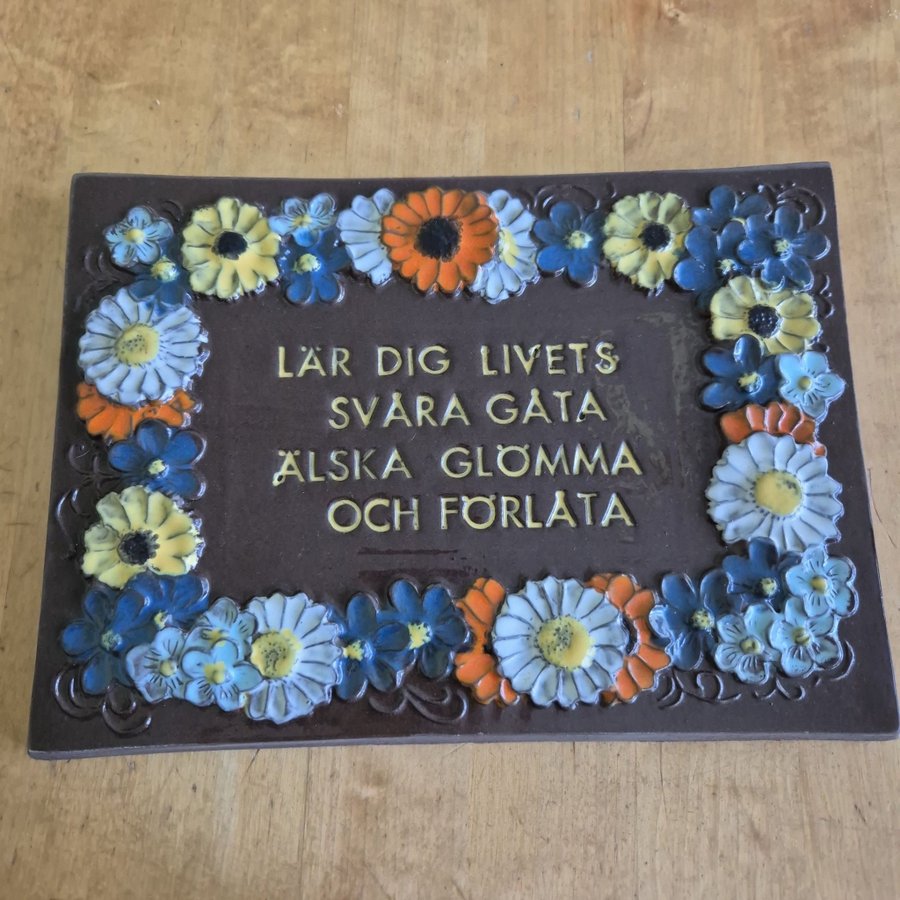 LÄR DIG LIVETS
SVÅRA GÅTA
ÄLSKA GLÖMMA
OCH FÖRLÅTA